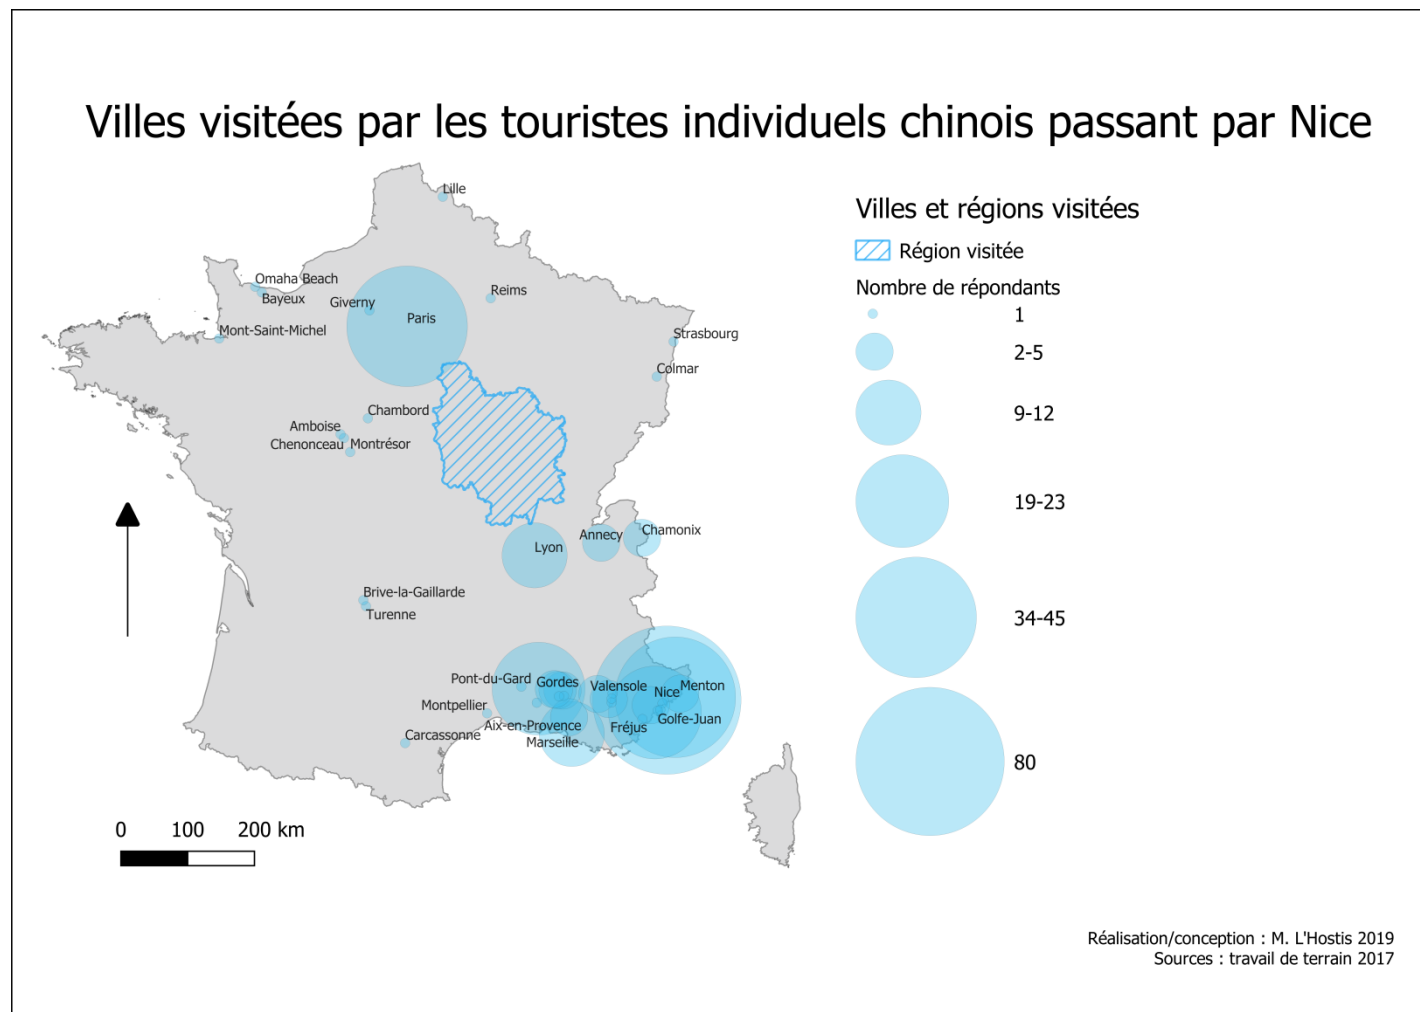 Villes visitées par les touristes individuels chinois passant par Nice
Lille
Omaha Beach
Bayeux
Giverny
Reims
Paris
Mont-Saint-Michel
Strasbourg
Colmar
Chambord
Amboise
Chenonceau
Montrésor
Chamonix
Annecy
Lyon
Brive-la-Gaillarde
Turenne
Pont-du-Gard
Gordes
Valensole
Nice
Menton
Montpellier
Golfe-Juan
Aix-en-Provence
Fréjus
Marseille
Carcassonne
0 100 200 km
Villes et régions visitées
Région visitée
Nombre de répondants
1
2-5
9-12
19-23
34-45
80
Réalisation/conception : M. L'Hostis 2019
Sources : travail de terrain 2017